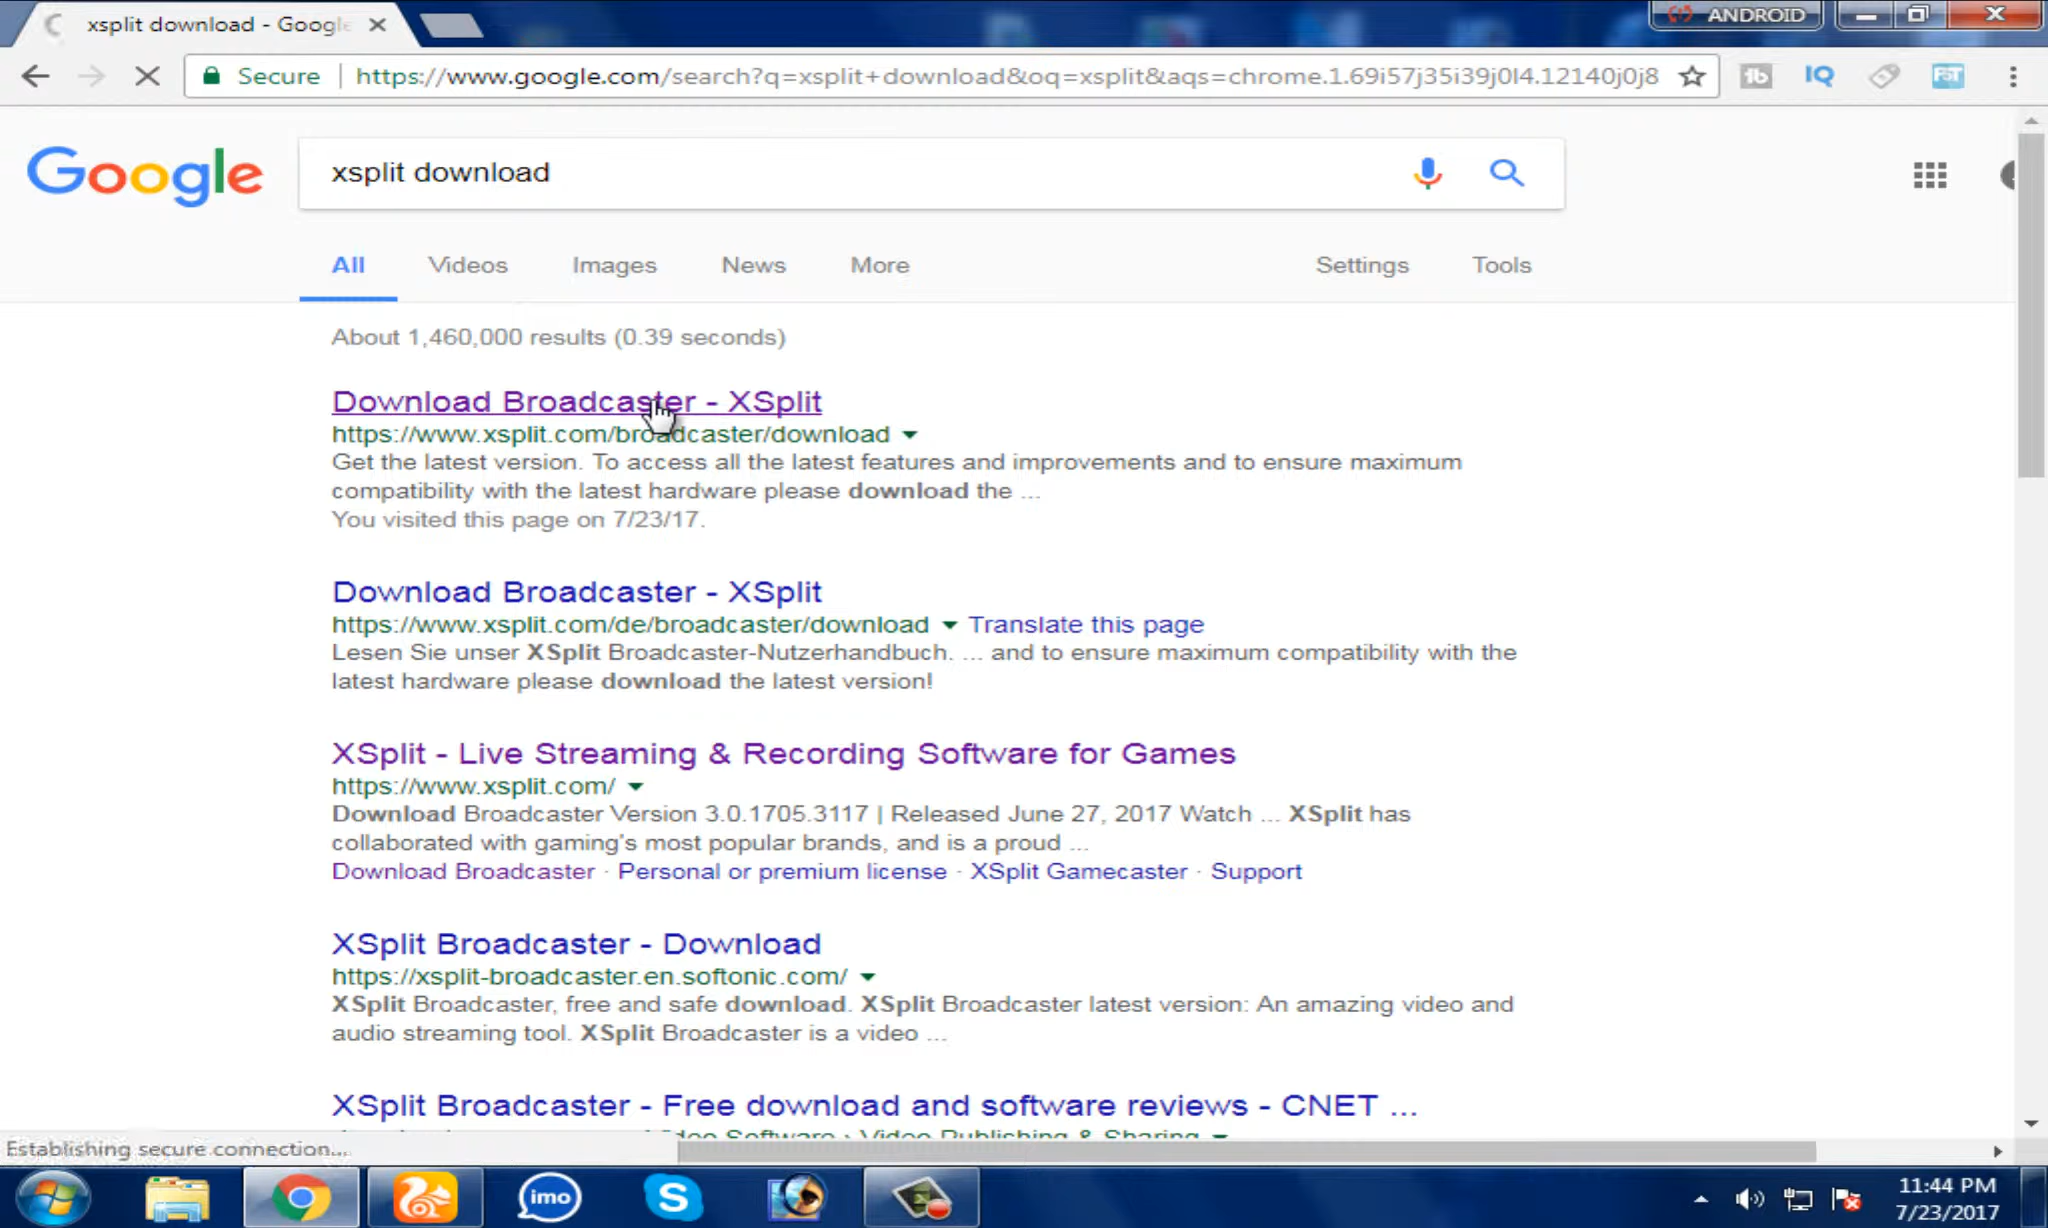 xsplit download - Google
ANDROID
Secure
https://www.google.com/search?q=xsplit+download&oq=xsplit&aqs=chrome.1.69i57j35i39j0l4.12140j0j8
IQ
Google
xsplit download
All
Videos
Images
News
More
Settings
Tools
About 1,460,000 results (0.39 seconds)
Download Broadcaster - XSplit
https://www.xsplit.com/broadcaster/download
Get the latest version. To access all the latest features and improvements and to ensure maximum
compatibility with the latest hardware please download the ...
You visited this page on 7/23/17.
Download Broadcaster - XSplit
https://www.xsplit.com/de/broadcaster/download Translate this page
Lesen Sie unser XSplit Broadcaster-Nutzerhandbuch. ... and to ensure maximum compatibility with the
latest hardware please download the latest version!
XSplit - Live Streaming & Recording Software for Games
https://www.xsplit.com/
Download Broadcaster Version 3.0.1705.3117 | Released June 27, 2017 Watch ... XSplit has
collaborated with gaming's most popular brands, and is a proud ...
Download Broadcaster · Personal or premium license · XSplit Gamecaster · Support
XSplit Broadcaster - Download
https://xsplit-broadcaster.en.softonic.com/
XSplit Broadcaster, free and safe download. XSplit Broadcaster latest version: An amazing video and
audio streaming tool. XSplit Broadcaster is a video ...
XSplit Broadcaster - Free download and software reviews - CNET ...
Video Software › Video Publishing & Sharing
Establishing secure connection...
imo
S
11:44 PM
7/23/2017